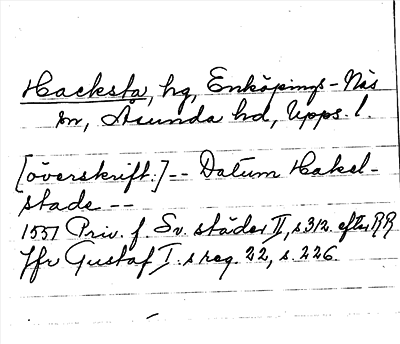 Hacksta, hg, Enköpings-Näs
sn, Åsunda hd, Upps. l.
[överskrift:] -- Datum Hakel-
stade --
1551 Priv. f. Sv. städer II, s 312. efter RR
Jfr Gustaf I.s reg. 22, s. 226.